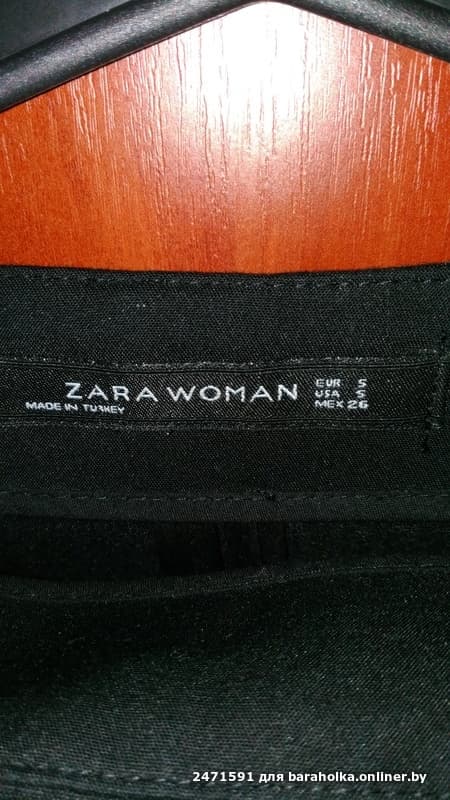 ZARA WOMAN
MADE IN TURKEY
EUR S
USA S
MEX 26
2471591 для baraholka.onliner.by